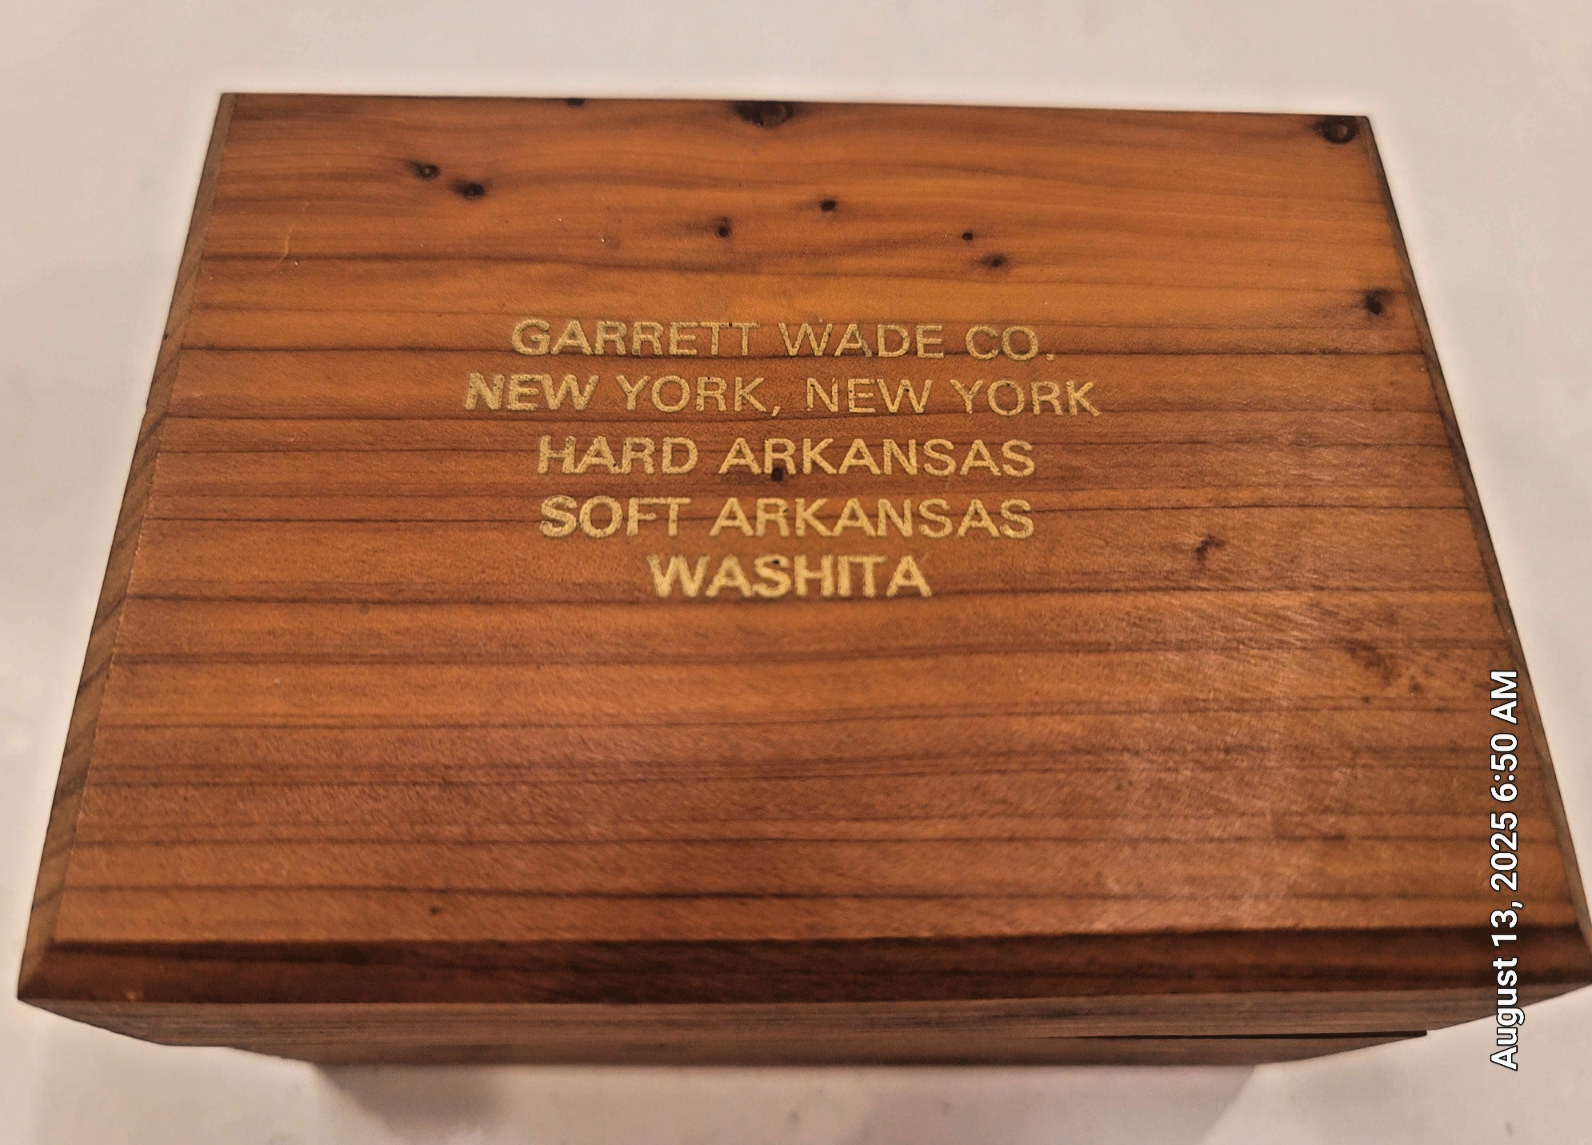 GARRETT WADE CO.
NEW YORK, NEW YORK
HARD ARKANSAS
SOFT ARKANSAS
WASHITA
August 13, 2025 6:50 AM